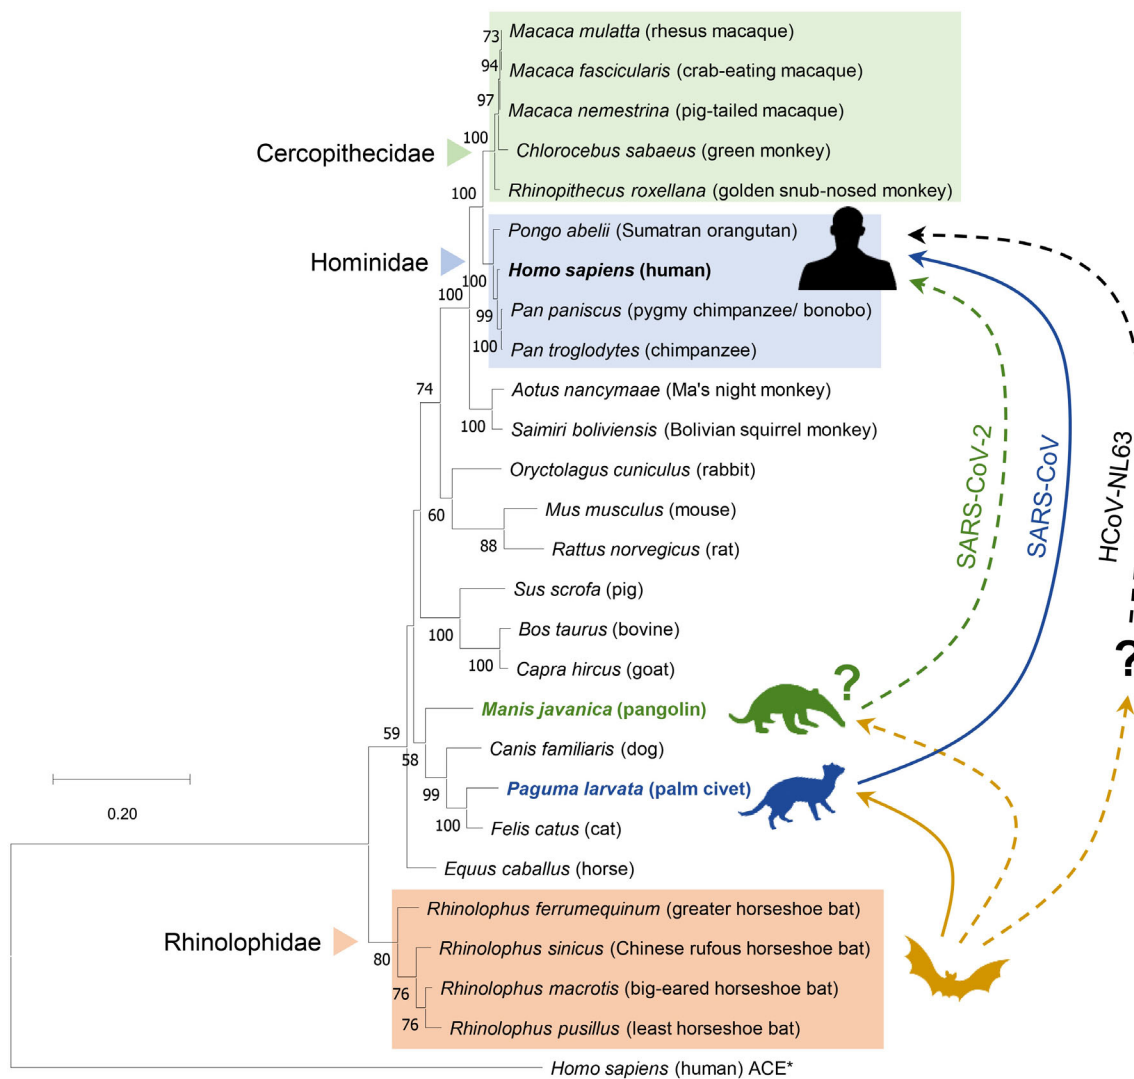 73
Macaca mulatta (rhesus macaque)
94
Macaca fascicularis (crab-eating macaque)
97
Macaca nemestrina (pig-tailed macaque)
100
Cercopithecidae
Chlorocebus sabaeus (green monkey)
100
Rhinopithecus roxellana (golden snub-nosed monkey)
Pongo abelii (Sumatran orangutan)
Hominidae
100
Homo sapiens (human)
100
99
Pan paniscus (pygmy chimpanzee/ bonobo)
100
Pan troglodytes (chimpanzee)
74
Aotus nancymaae (Ma's night monkey)
100
Saimiri boliviensis (Bolivian squirrel monkey)
Oryctolagus cuniculus (rabbit)
60
Mus musculus (mouse)
88
Rattus norvegicus (rat)
SARS-CoV-2
SARS-CoV
HCoV-NL63
Sus scrofa (pig)
100
Bos taurus (bovine)
100
Capra hircus (goat)
?
?
Manis javanica (pangolin)
59
58
Canis familiaris (dog)
99
Paguma larvata (palm civet)
0.20
100
Felis catus (cat)
Equus caballus (horse)
Rhinolophus ferrumequinum (greater horseshoe bat)
Rhinolophidae
80
Rhinolophus sinicus (Chinese rufous horseshoe bat)
76
Rhinolophus macrotis (big-eared horseshoe bat)
76
Rhinolophus pusillus (least horseshoe bat)
Homo sapiens (human) ACE*